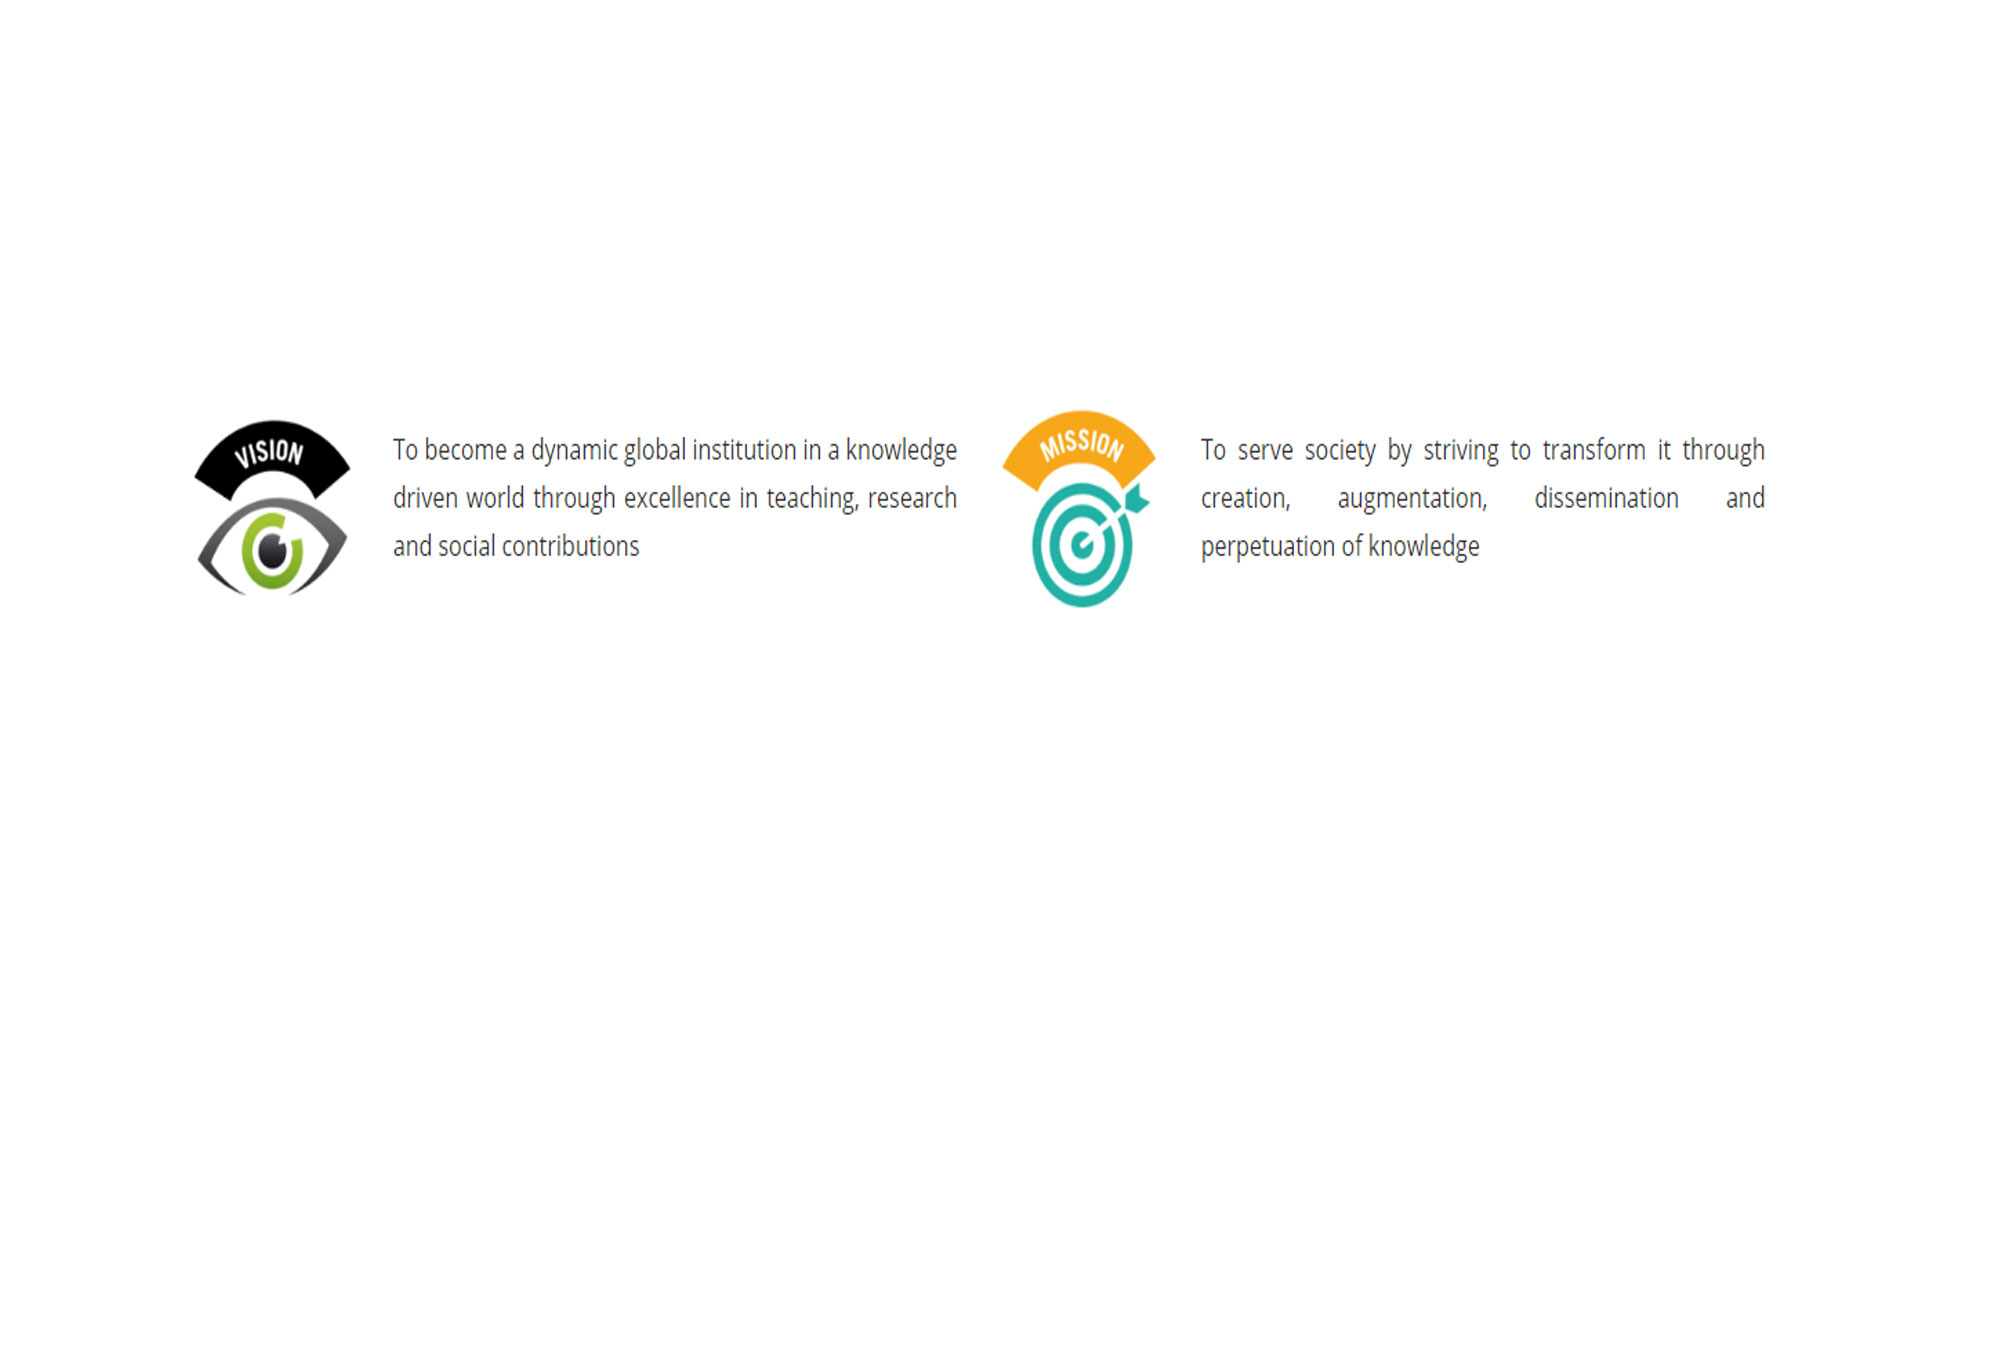 VISION
To become a dynamic global institution in a knowledge
driven world through excellence in teaching, research
and social contributions
MISSION
To serve society by striving to transform it through
creation, augmentation, dissemination and
perpetuation of knowledge